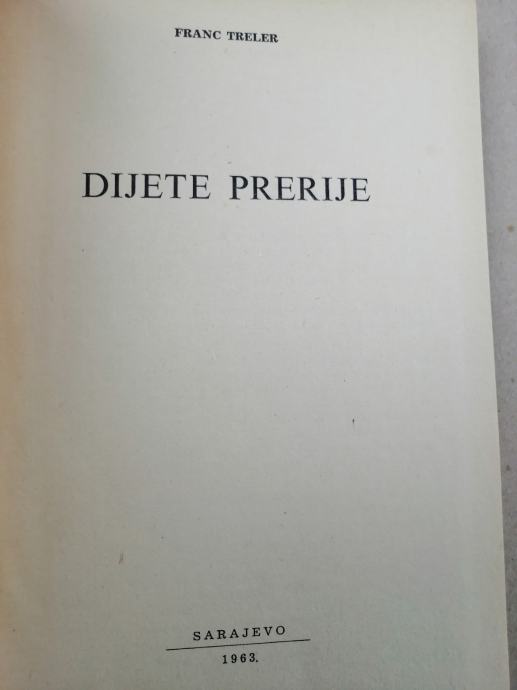 FRANC TRELER
DIJETE PRERIJE
SARAJEVO
1963.